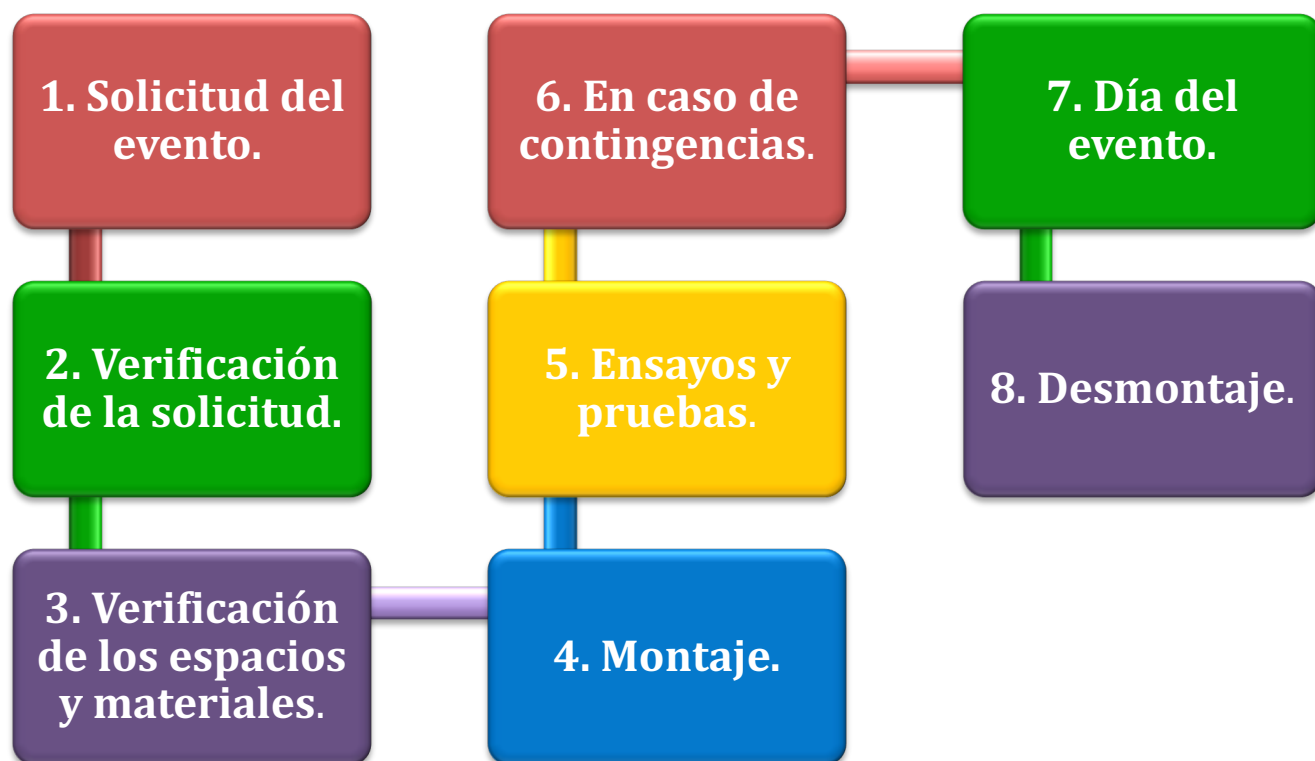 1. Solicitud del
evento.
2. Verificación
de la solicitud.
3. Verificación
de los espacios
y materiales.
4. Montaje.
5. Ensayos y
pruebas.
6. En caso de
contingencias.
7. Día del
evento.
8. Desmontaje.